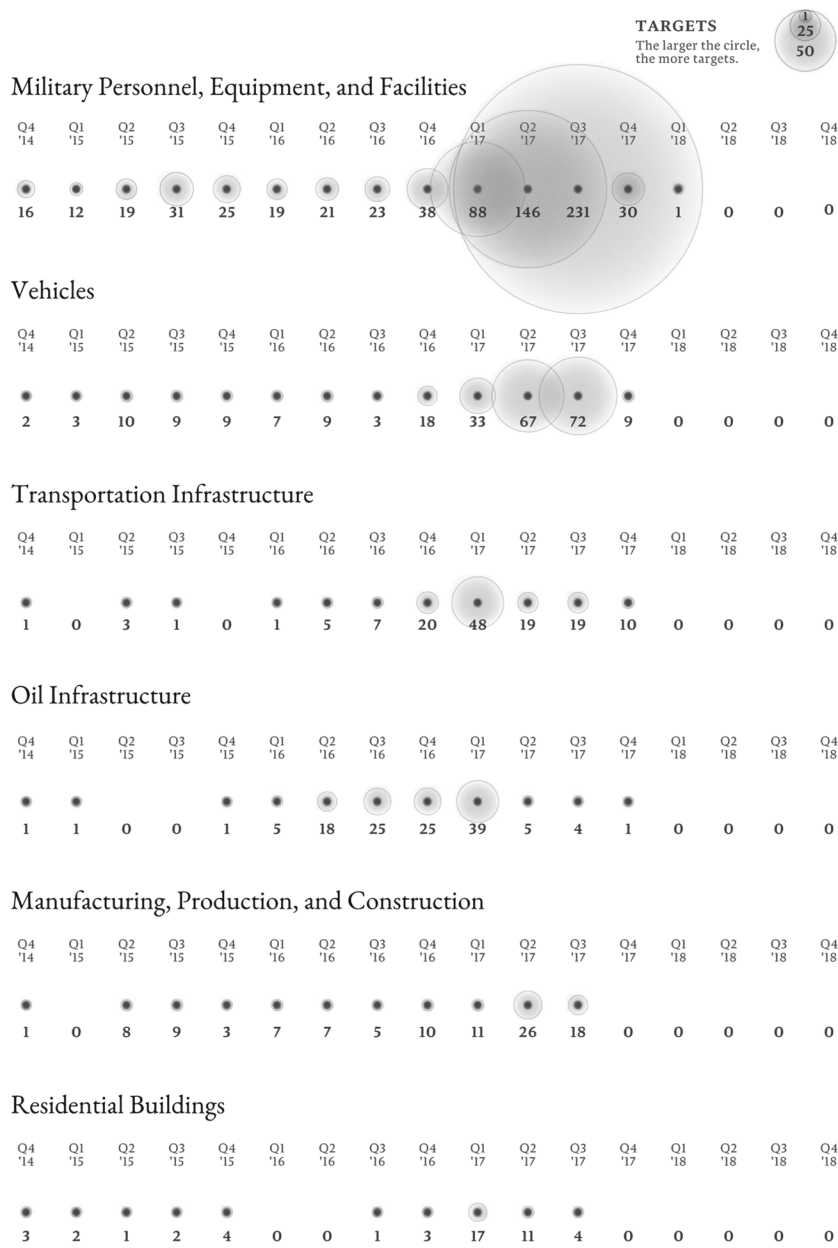 TARGETS
The larger the circle,
the more targets.
1
25
50
Military Personnel, Equipment, and Facilities
Q4 Q1 Q2 Q3 Q4 Q1 Q2 Q3 Q4 Q1 Q2 Q3 Q4 Q1 Q2 Q3 Q4
'14 '15 '15 '15 '15 '16 '16 '16 '16 '17 '17 '17 '17 '18 '18 '18 '18
16 12 19 31 25 19 21 23 38 88 146 231 30 1 0 0 0
Vehicles
Q4 Q1 Q2 Q3 Q4 Q1 Q2 Q3 Q4 Q1 Q2 Q3 Q4 Q1 Q2 Q3 Q4
'14 '15 '15 '15 '15 '16 '16 '16 '16 '17 '17 '17 '17 '18 '18 '18 '18
2 3 10 9 9 7 9 3 18 33 67 72 9 0 0 0 0
Transportation Infrastructure
Q4 Q1 Q2 Q3 Q4 Q1 Q2 Q3 Q4 Q1 Q2 Q3 Q4 Q1 Q2 Q3 Q4
'14 '15 '15 '15 '15 '16 '16 '16 '16 '17 '17 '17 '17 '18 '18 '18 '18
1 0 3 1 0 1 5 7 20 48 19 19 10 0 0 0 0
Oil Infrastructure
Q4 Q1 Q2 Q3 Q4 Q1 Q2 Q3 Q4 Q1 Q2 Q3 Q4 Q1 Q2 Q3 Q4
'14 '15 '15 '15 '15 '16 '16 '16 '16 '17 '17 '17 '17 '18 '18 '18 '18
1 1 0 0 1 5 18 25 25 39 5 4 1 0 0 0 0
Manufacturing, Production, and Construction
Q4 Q1 Q2 Q3 Q4 Q1 Q2 Q3 Q4 Q1 Q2 Q3 Q4 Q1 Q2 Q3 Q4
'14 '15 '15 '15 '15 '16 '16 '16 '16 '17 '17 '17 '17 '18 '18 '18 '18
1 0 8 9 3 7 7 5 10 11 26 18 0 0 0 0 0
Residential Buildings
Q4 Q1 Q2 Q3 Q4 Q1 Q2 Q3 Q4 Q1 Q2 Q3 Q4 Q1 Q2 Q3 Q4
'14 '15 '15 '15 '15 '16 '16 '16 '16 '17 '17 '17 '17 '18 '18 '18 '18
3 2 1 2 4 0 0 1 3 17 11 4 0 0 0 0 0